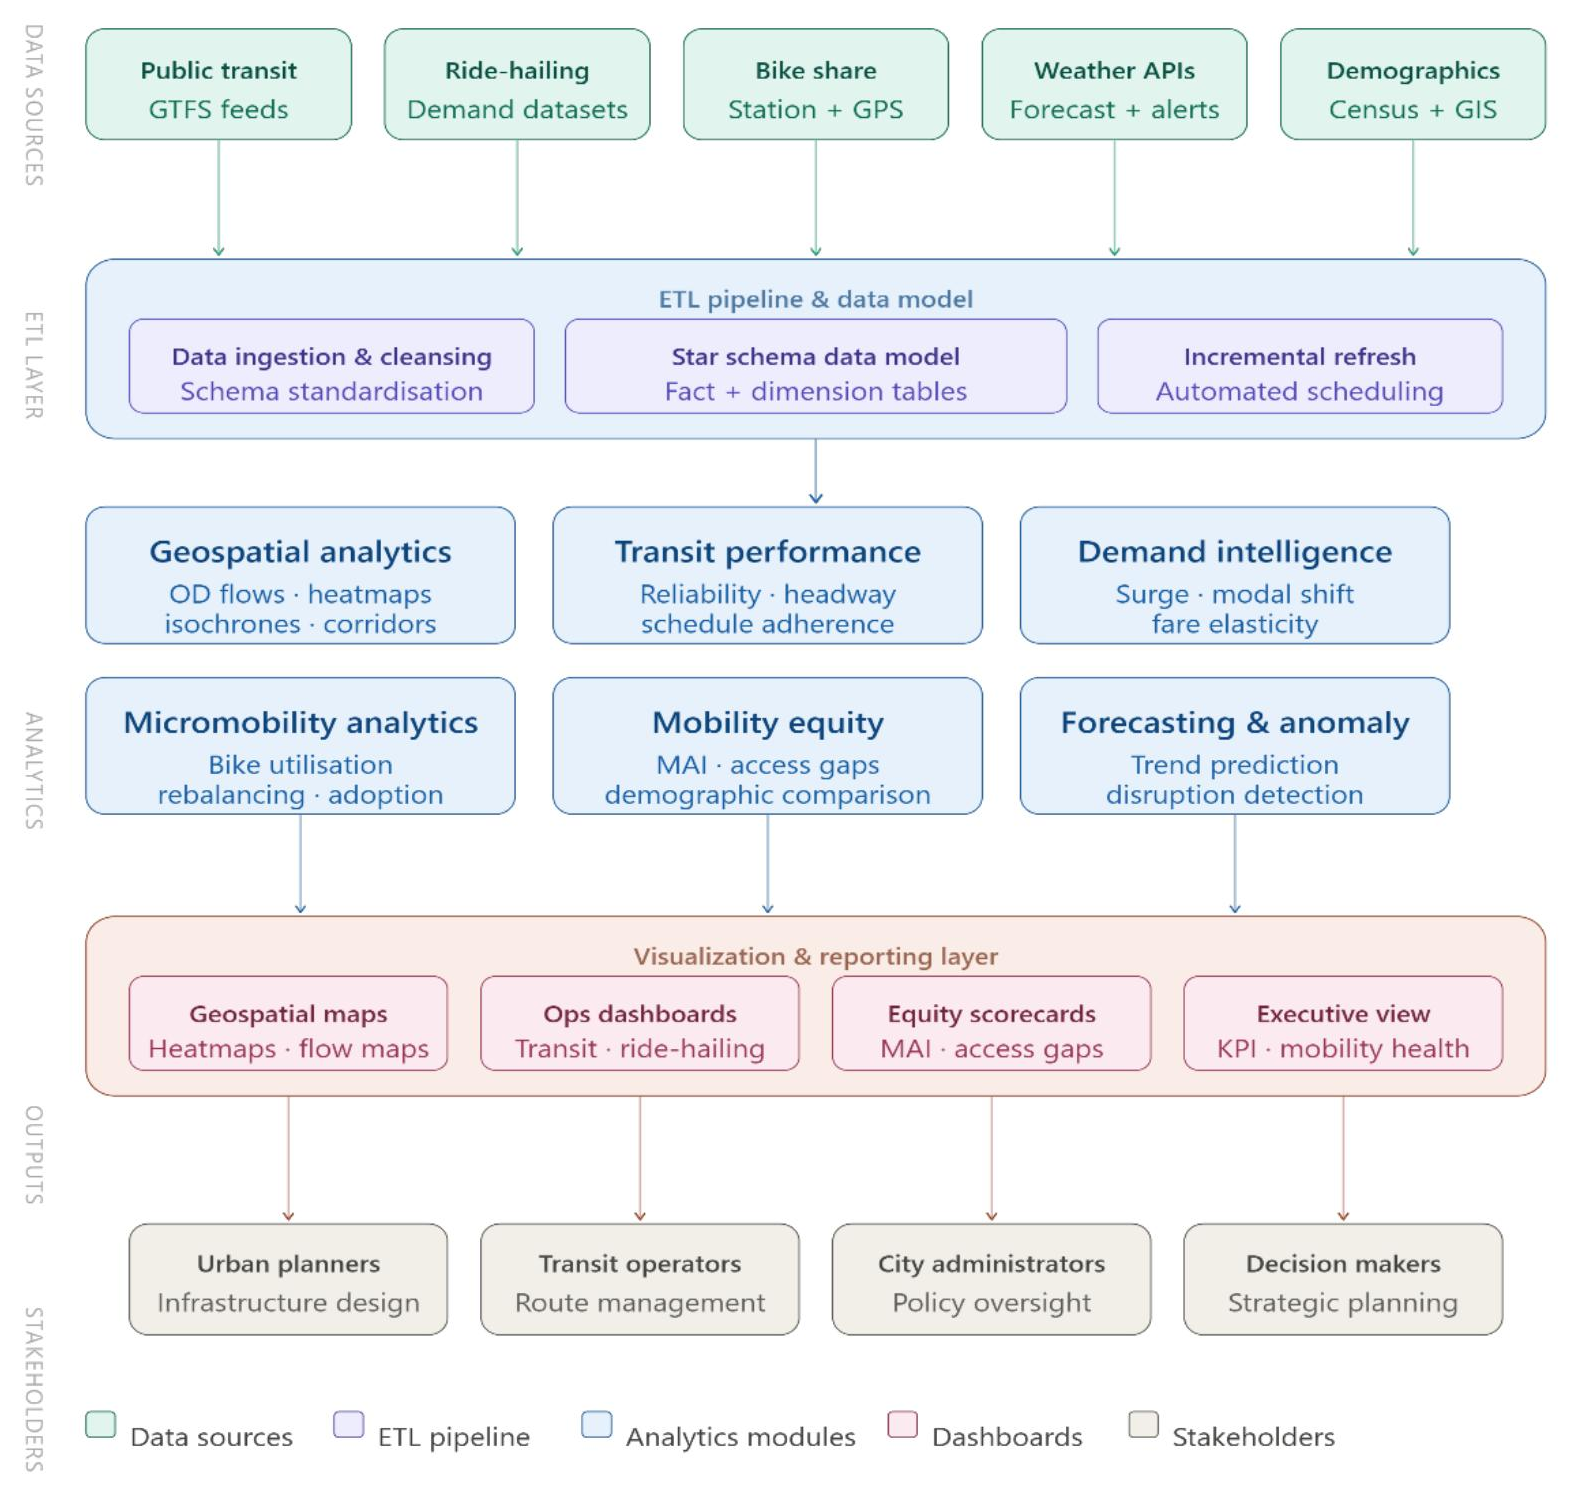 DATA SOURCES
Public transit
GTFS feeds
Ride-hailing
Demand datasets
Bike share
Station + GPS
Weather APIs
Forecast + alerts
Demographics
Census + GIS
ETL LAYER
ETL pipeline & data model
Data ingestion & cleansing
Schema standardisation
Star schema data model
Fact + dimension tables
Incremental refresh
Automated scheduling
Geospatial analytics
OD flows · heatmaps
isochrones · corridors
Transit performance
Reliability · headway
schedule adherence
Demand intelligence
Surge · modal shift
fare elasticity
ANALYTICS
Micromobility analytics
Bike utilisation
rebalancing · adoption
Mobility equity
MAI · access gaps
demographic comparison
Forecasting & anomaly
Trend prediction
disruption detection
Visualization & reporting layer
Geospatial maps
Heatmaps · flow maps
Ops dashboards
Transit · ride-hailing
Equity scorecards
MAI · access gaps
Executive view
KPI · mobility health
OUTPUTS
Urban planners
Infrastructure design
Transit operators
Route management
City administrators
Policy oversight
Decision makers
Strategic planning
STAKEHOLDERS
Data sources
ETL pipeline
Analytics modules
Dashboards
Stakeholders